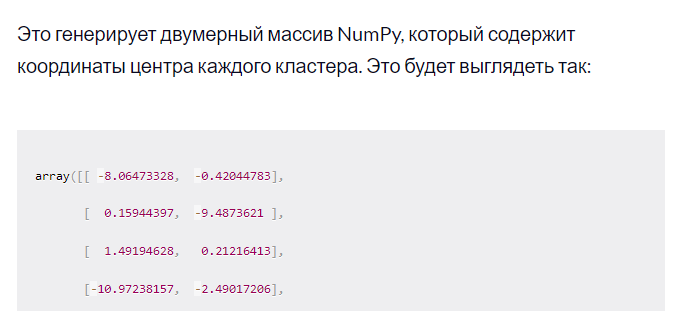 Это генерирует двумерный массив NumPy, который содержит
координаты центра каждого кластера. Это будет выглядеть так:
array([[ -8.06473328, -0.42044783],
[ 0.15944397, -9.4873621 ],
[ 1.49194628, 0.21216413],
[-10.97238157, -2.49017206],